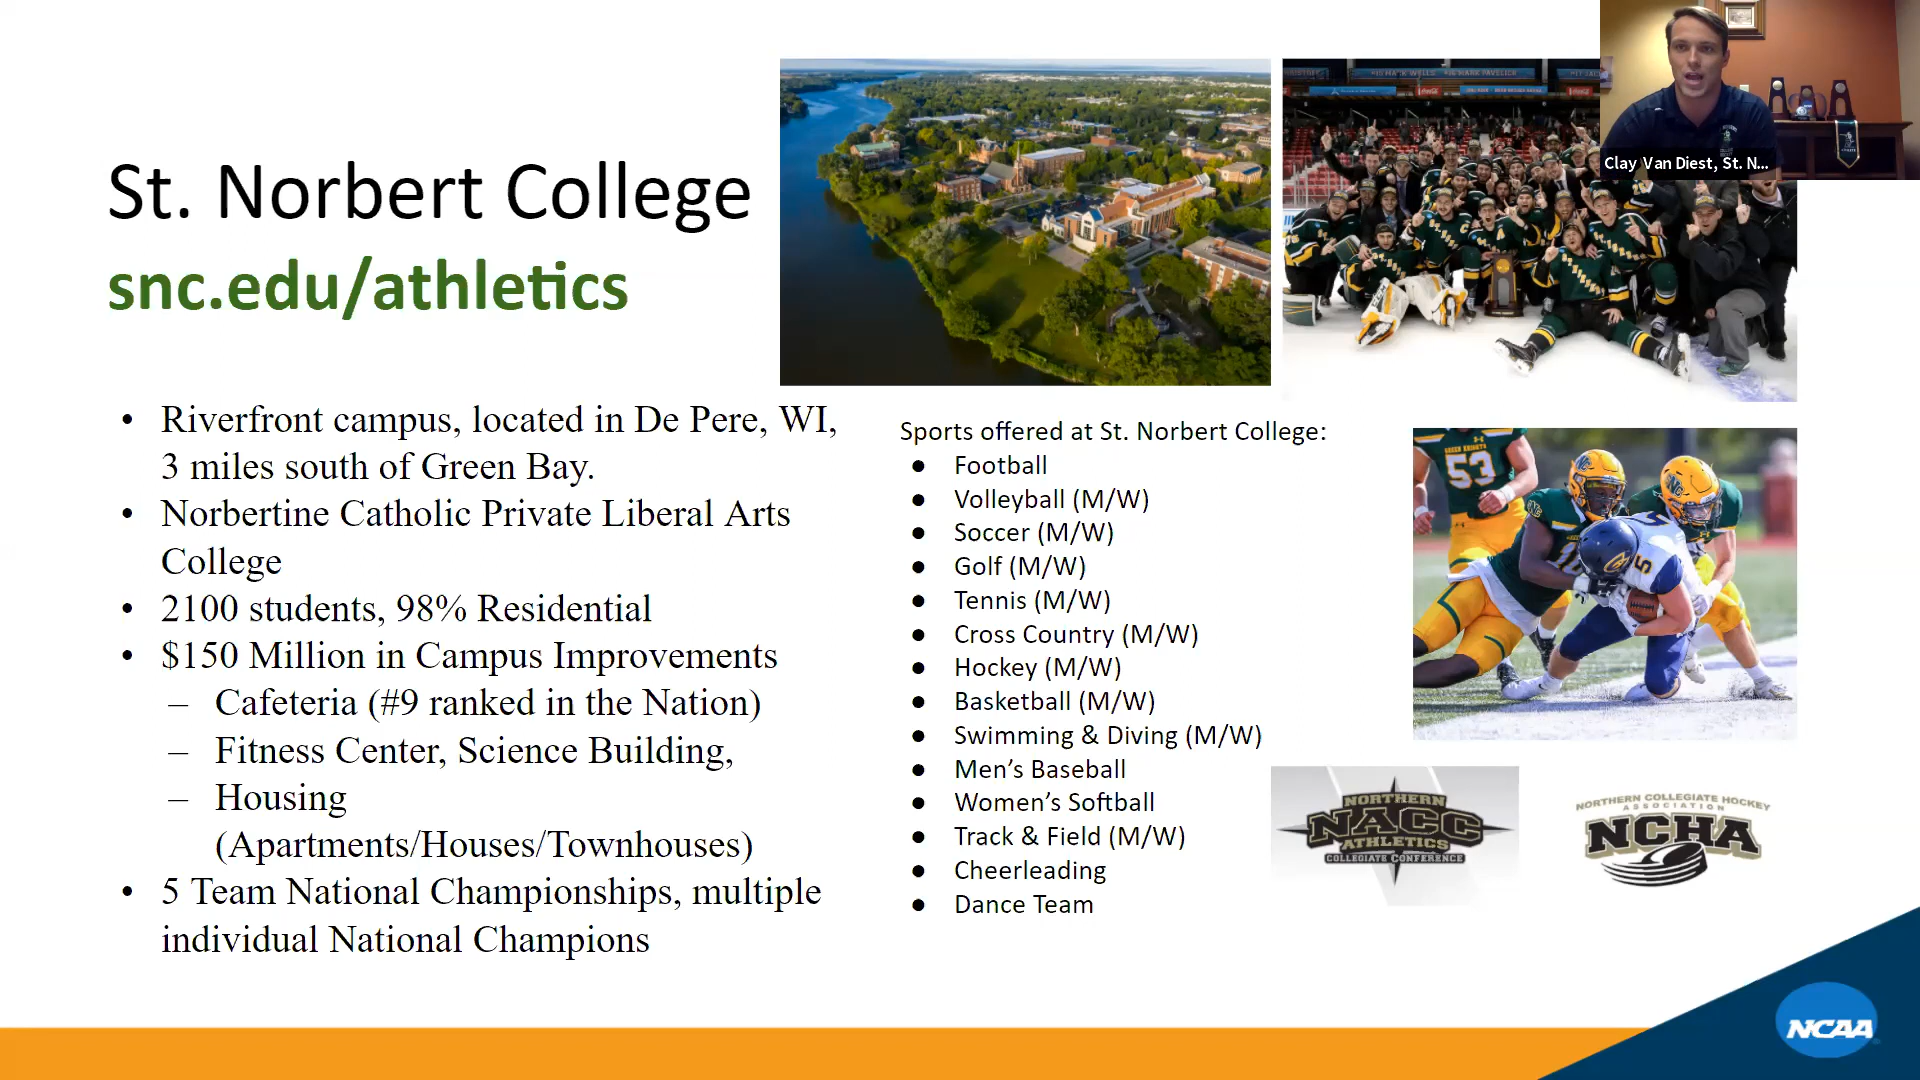 St. Norbert College
snc.edu/athletics
• Riverfront campus, located in De Pere, WI,
3 miles south of Green Bay.
• Norbertine Catholic Private Liberal Arts
College
• 2100 students, 98% Residential
• $150 Million in Campus Improvements
– Cafeteria (#9 ranked in the Nation)
– Fitness Center, Science Building,
– Housing
(Apartments/Houses/Townhouses)
• 5 Team National Championships, multiple
individual National Champions
Sports offered at St. Norbert College:
● Football
● Volleyball (M/W)
● Soccer (M/W)
● Golf (M/W)
● Tennis (M/W)
● Cross Country (M/W)
● Hockey (M/W)
● Basketball (M/W)
● Swimming & Diving (M/W)
● Men’s Baseball
● Women’s Softball
● Track & Field (M/W)
● Cheerleading
● Dance Team
Clay Van Diest, St. N...
GREEN KNIGHTS
53
5
NORTHERN
NACC
ATHLETICS
COLLEGIATE CONFERENCE
NORTHERN COLLEGIATE HOCKEY
ASSOCIATION
NCHA
NCAA